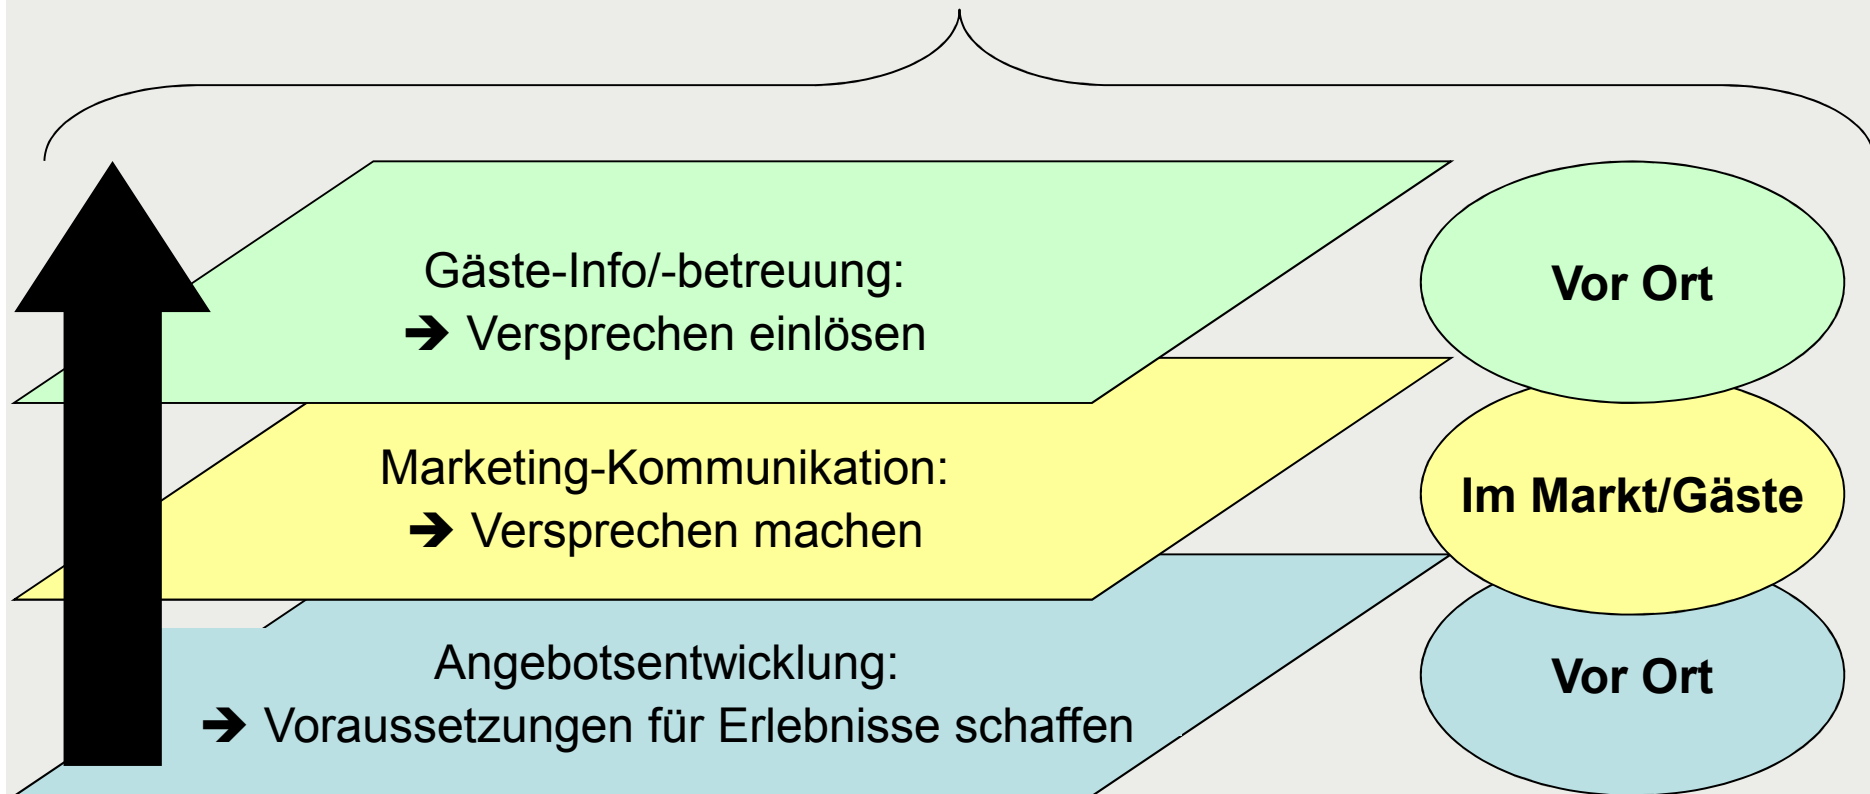 Gäste-Info/-betreuung:
➔ Versprechen einlösen
Vor Ort
Marketing-Kommunikation:
➔ Versprechen machen
Im Markt/Gäste
Angebotsentwicklung:
➔ Voraussetzungen für Erlebnisse schaffen
Vor Ort